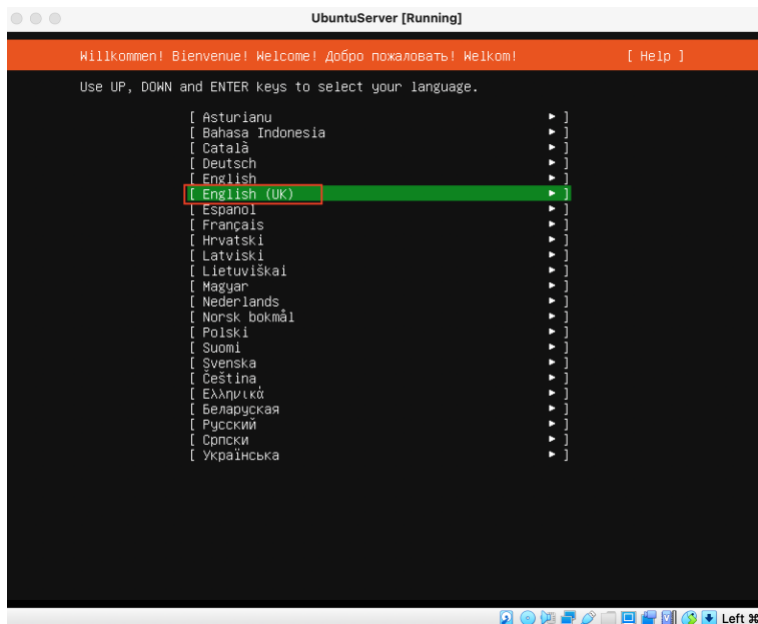 UbuntuServer [Running]
Willkommen! Bienvenue! Welcome! Добро пожаловать! Welkom! [ Help ]
Use UP, DOWN and ENTER keys to select your language.
[ Asturianu ► ]
[ Bahasa Indonesia ► ]
[ Català ► ]
[ Deutsch ► ]
[ English ► ]
[ English (UK) ► ]
[ Español ► ]
[ Français ► ]
[ Hrvatski ► ]
[ Latviski ► ]
[ Lietuviškai ► ]
[ Magyar ► ]
[ Nederlands ► ]
[ Norsk bokmål ► ]
[ Polski ► ]
[ Suomi ► ]
[ Svenska ► ]
[ Čeština ► ]
[ Ελληνικά ► ]
[ Беларуская ► ]
[ Русский ► ]
[ Српски ► ]
[ Українська ► ]
Left ⌘